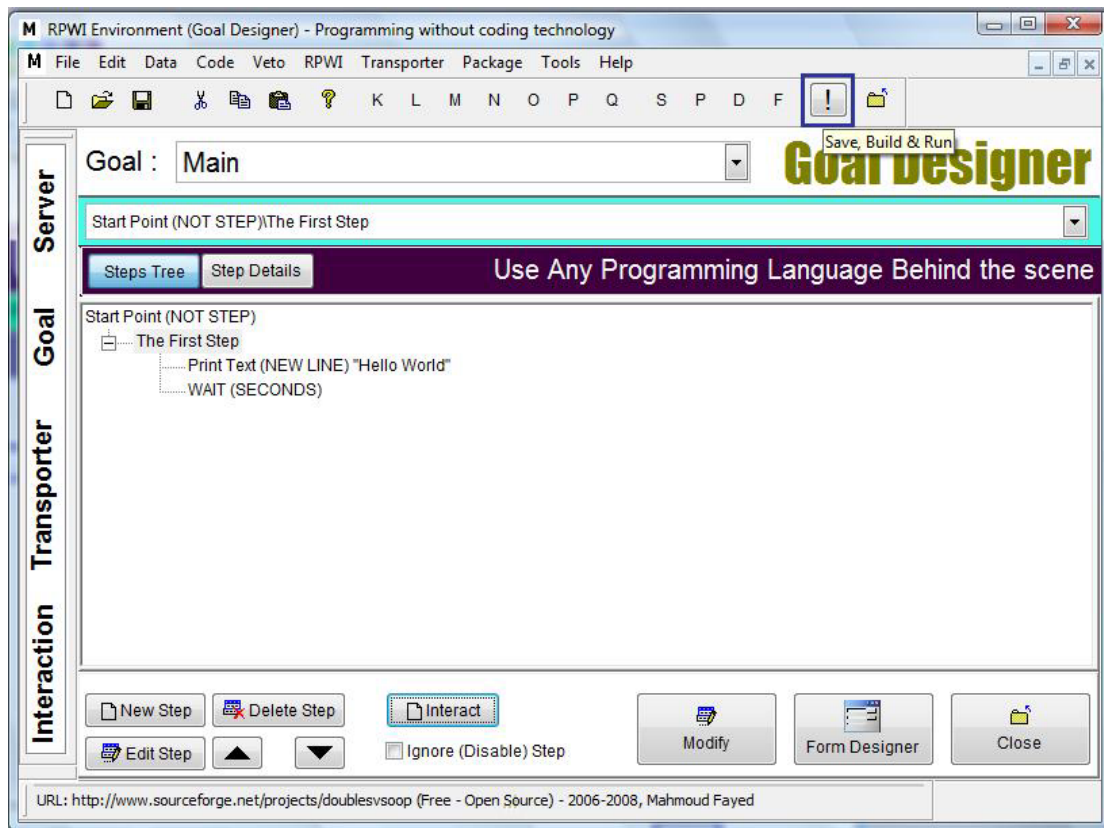 M RPWI Environment (Goal Designer) - Programming without coding technology
M File Edit Data Code Veto RPWI Transporter Package Tools Help
K L M N O P Q S P D F !
Save, Build & Run
Goal : Main
Goal Designer
Start Point (NOT STEP)\The First Step
Steps Tree Step Details Use Any Programming Language Behind the scene
Start Point (NOT STEP)
The First Step
Print Text (NEW LINE) "Hello World"
WAIT (SECONDS)
Server
Goal
Transporter
Interaction
New Step Delete Step Interact Modify Form Designer Close
Edit Step Ignore (Disable) Step
URL: http://www.sourceforge.net/projects/doublesvsoop (Free - Open Source) - 2006-2008, Mahmoud Fayed